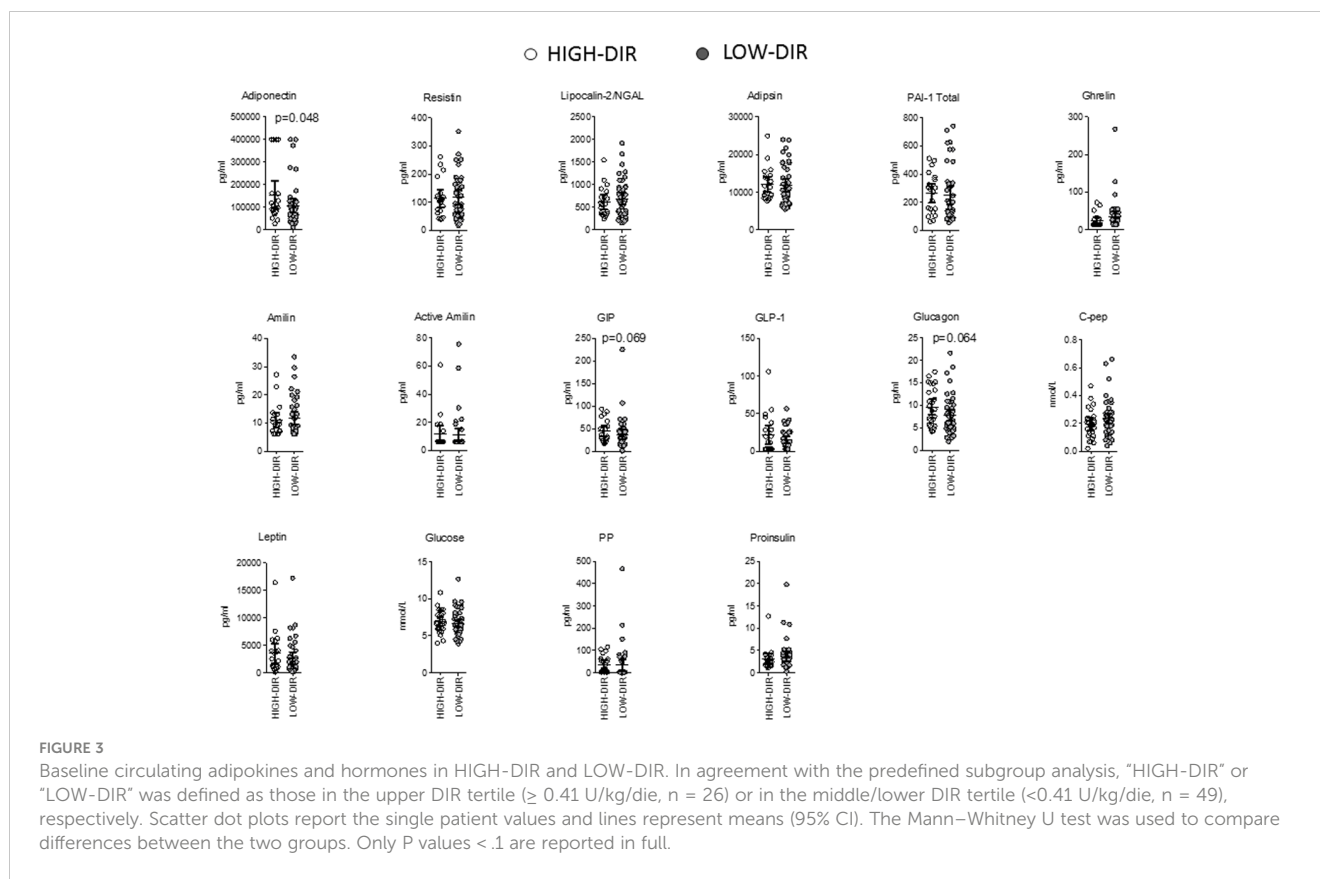 HIGH-DIR LOW-DIR
Adiponectin Resistin Lipocalin-2/NGAL Adipsin PAI-1 Total Ghrelin
p=0.048
500000
400000
300000
200000
100000
0
pg/ml
HIGH-DIR
LOW-DIR
400
300
200
100
0
pg/ml
HIGH-DIR
LOW-DIR
2500
2000
1500
1000
500
0
pg/ml
HIGH-DIR
LOW-DIR
30000
20000
10000
0
pg/ml
HIGH-DIR
LOW-DIR
800
600
400
200
0
pg/ml
HIGH-DIR
LOW-DIR
300
200
100
0
pg/ml
HIGH-DIR
LOW-DIR
Amilin Active Amilin GIP GLP-1 Glucagon C-pep
40
30
20
10
0
pg/ml
HIGH-DIR
LOW-DIR
80
60
40
20
0
pg/ml
HIGH-DIR
LOW-DIR
p=0.069
250
200
150
100
50
0
pg/ml
HIGH-DIR
LOW-DIR
150
100
50
0
pg/ml
HIGH-DIR
LOW-DIR
p=0.064
25
20
15
10
5
0
pg/ml
HIGH-DIR
LOW-DIR
0.8
0.6
0.4
0.2
0.0
nmol/L
HIGH-DIR
LOW-DIR
Leptin Glucose PP Proinsulin
20000
15000
10000
5000
0
pg/ml
HIGH-DIR
LOW-DIR
15
10
5
0
mmol/L
HIGH-DIR
LOW-DIR
500
400
300
200
100
0
pg/ml
HIGH-DIR
LOW-DIR
25
20
15
10
5
0
pg/ml
HIGH-DIR
LOW-DIR
FIGURE 3
Baseline circulating adipokines and hormones in HIGH-DIR and LOW-DIR. In agreement with the predefined subgroup analysis, “HIGH-DIR” or
“LOW-DIR” was defined as those in the upper DIR tertile (≥ 0.41 U/kg/die, n = 26) or in the middle/lower DIR tertile (<0.41 U/kg/die, n = 49),
respectively. Scatter dot plots report the single patient values and lines represent means (95% CI). The Mann–Whitney U test was used to compare
differences between the two groups. Only P values < .1 are reported in full.